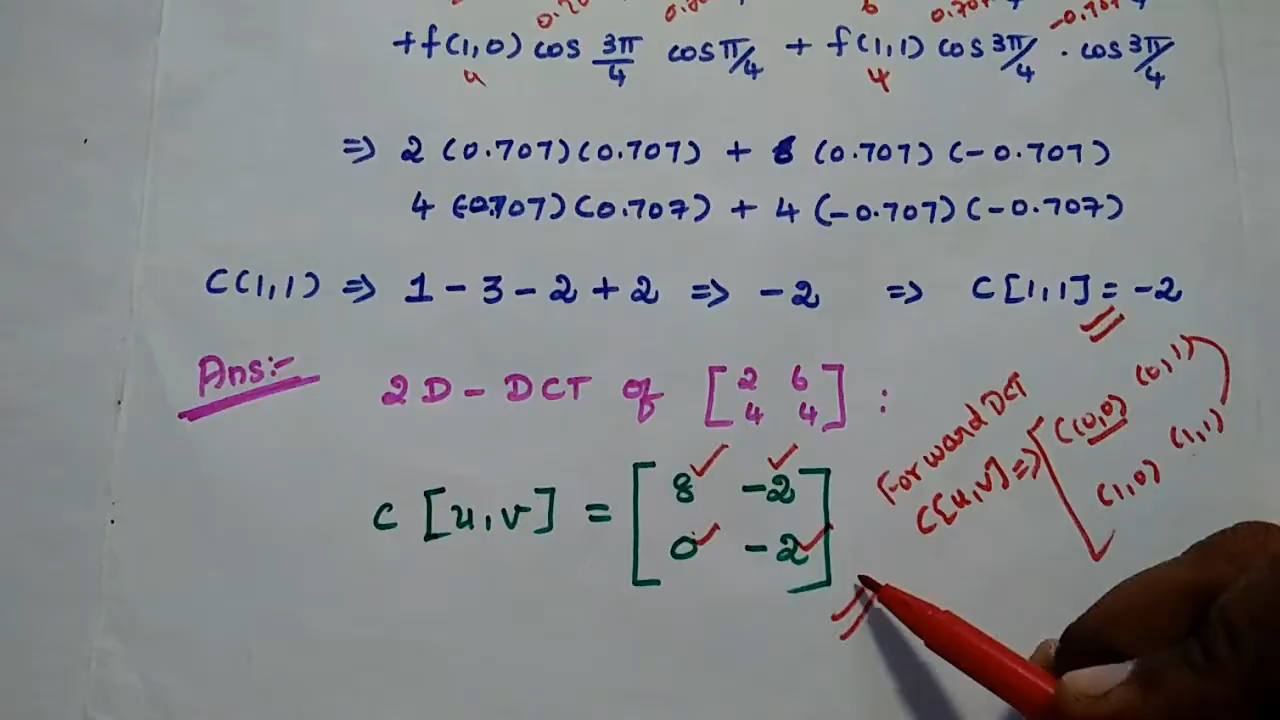 + f(1,0) cos 3π/4 cos π/4 + f(1,1) cos 3π/4 . cos 3π/4
4 4
=> 2 (0.707)(0.707) + 6 (0.707)(-0.707)
4 (-0.707)(0.707) + 4 (-0.707)(-0.707)
C(1,1) => 1 - 3 - 2 + 2 => -2 => C[1,1] = -2
Ans:- 2D - DCT of [2 6
4 4] :
Forward DCT
C[u,v] => [C(0,0) (0,1)
(1,0) (1,1)
C [u,v] = [8 -2
0 -2]